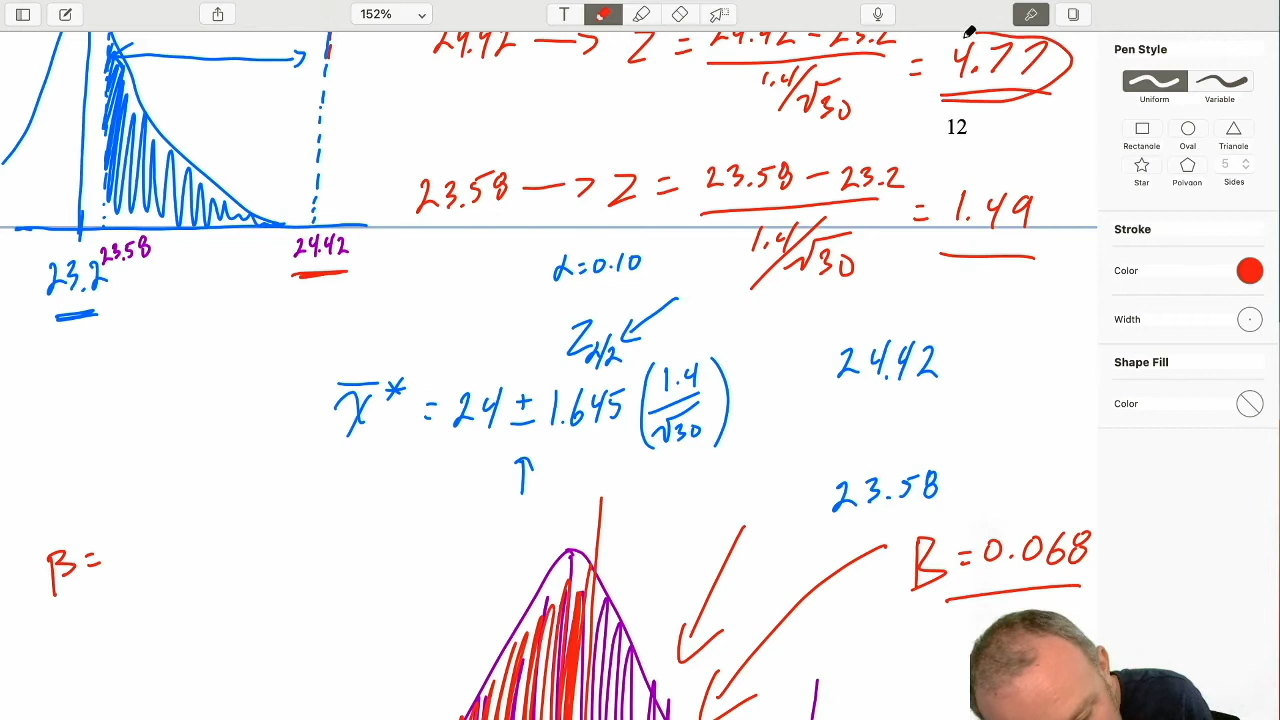 152%
T
24.42 —> Z = 24.42 - 23.2 / 1.4/√30 = 4.77
12
23.58 —> Z = 23.58 - 23.2 / 1.4/√30 = 1.49
23.2 23.58 24.42
α=0.10
Zα/2
x̄* = 24 ± 1.645 (1.4/√30)
24.42
23.58
β =
β = 0.068
Pen Style
Uniform Variable
Rectangle Oval Triangle
Star Polygon 5 Sides
Stroke
Color
Width
Shape Fill
Color